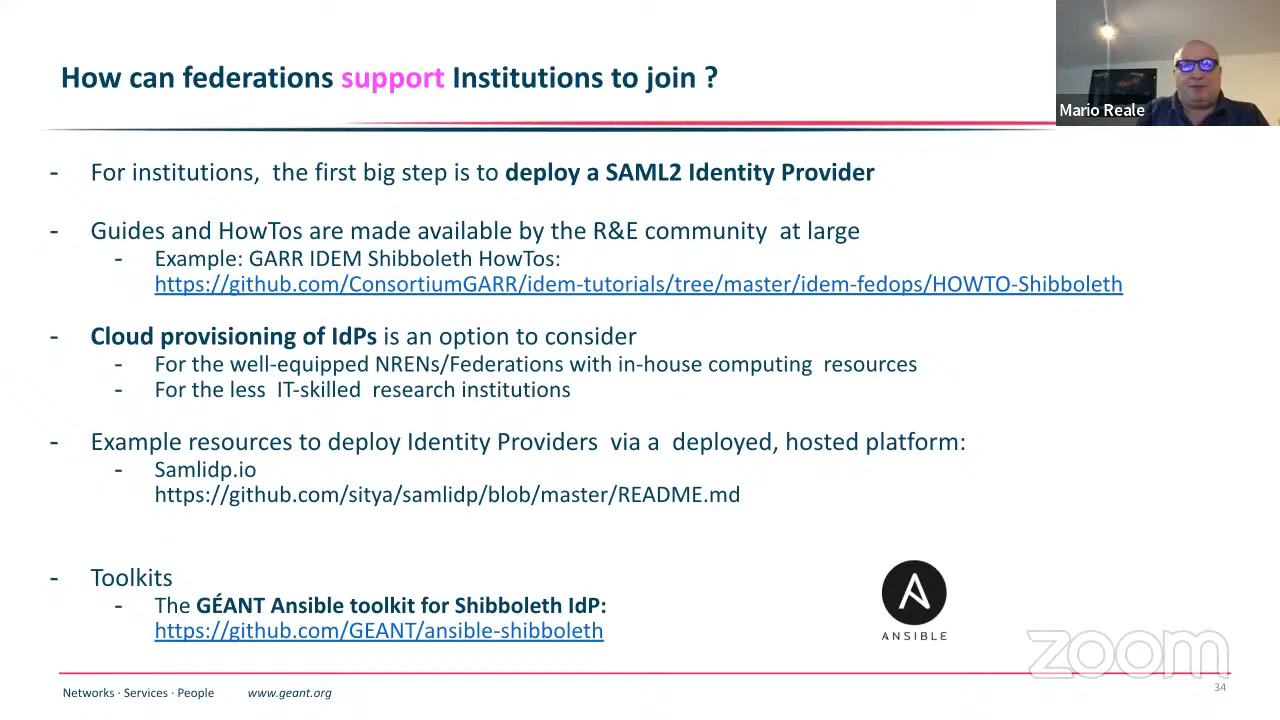 How can federations support Institutions to join ?
Mario Reale
- For institutions, the first big step is to deploy a SAML2 Identity Provider
- Guides and HowTos are made available by the R&E community at large
- Example: GARR IDEM Shibboleth HowTos:
https://github.com/ConsortiumGARR/idem-tutorials/tree/master/idem-fedops/HOWTO-Shibboleth
- Cloud provisioning of IdPs is an option to consider
- For the well-equipped NRENs/Federations with in-house computing resources
- For the less IT-skilled research institutions
- Example resources to deploy Identity Providers via a deployed, hosted platform:
- Samlidp.io
https://github.com/sitya/samlidp/blob/master/README.md
- Toolkits
- The GÉANT Ansible toolkit for Shibboleth IdP:
https://github.com/GEANT/ansible-shibboleth
ANSIBLE
zoom
Networks · Services · People www.geant.org
34